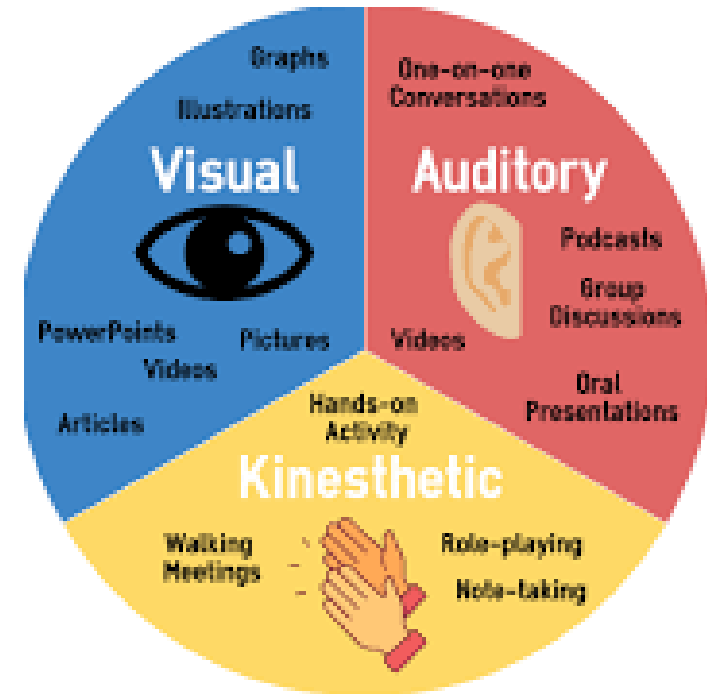 Graphs
Illustrations
Visual
PowerPoints
Pictures
Videos
Articles
One-on-one
Conversations
Auditory
Podcasts
Group
Discussions
Videos
Oral
Presentations
Hands-on
Activity
Kinesthetic
Walking
Meetings
Role-playing
Note-taking